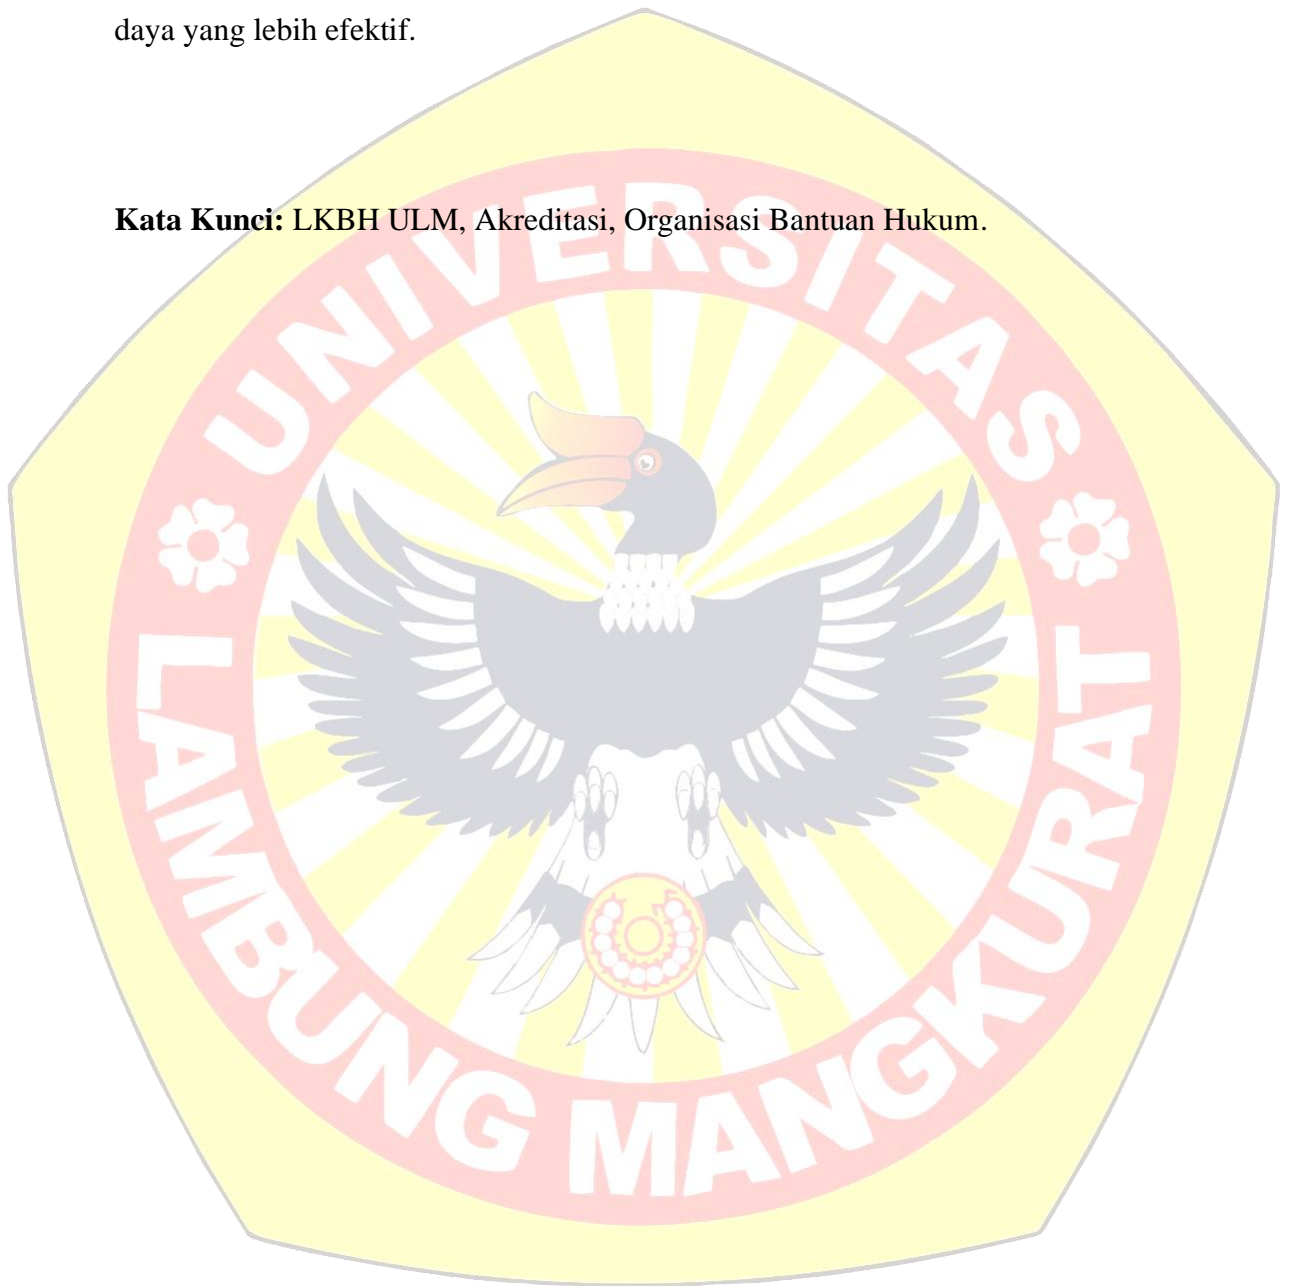 daya yang lebih efektif.
Kata Kunci: LKBH ULM, Akreditasi, Organisasi Bantuan Hukum.
UNIVERSITAS
LAMBUNG MANGKURAT